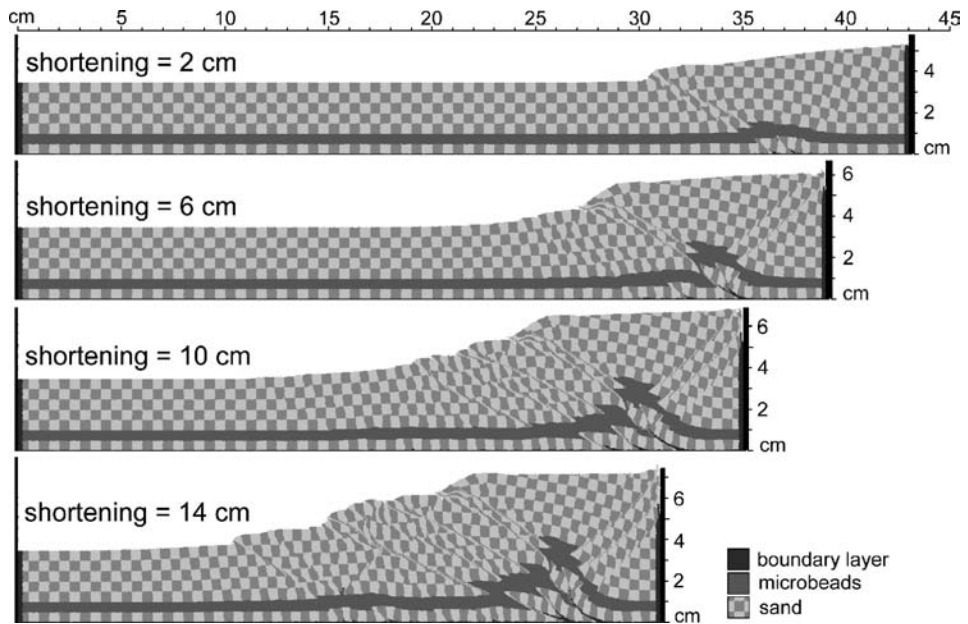 cm 5 10 15 20 25 30 35 40 45
shortening = 2 cm
4
2
cm
shortening = 6 cm
6
4
2
cm
shortening = 10 cm
6
4
2
cm
shortening = 14 cm
6
4
2
cm
boundary layer
microbeads
sand